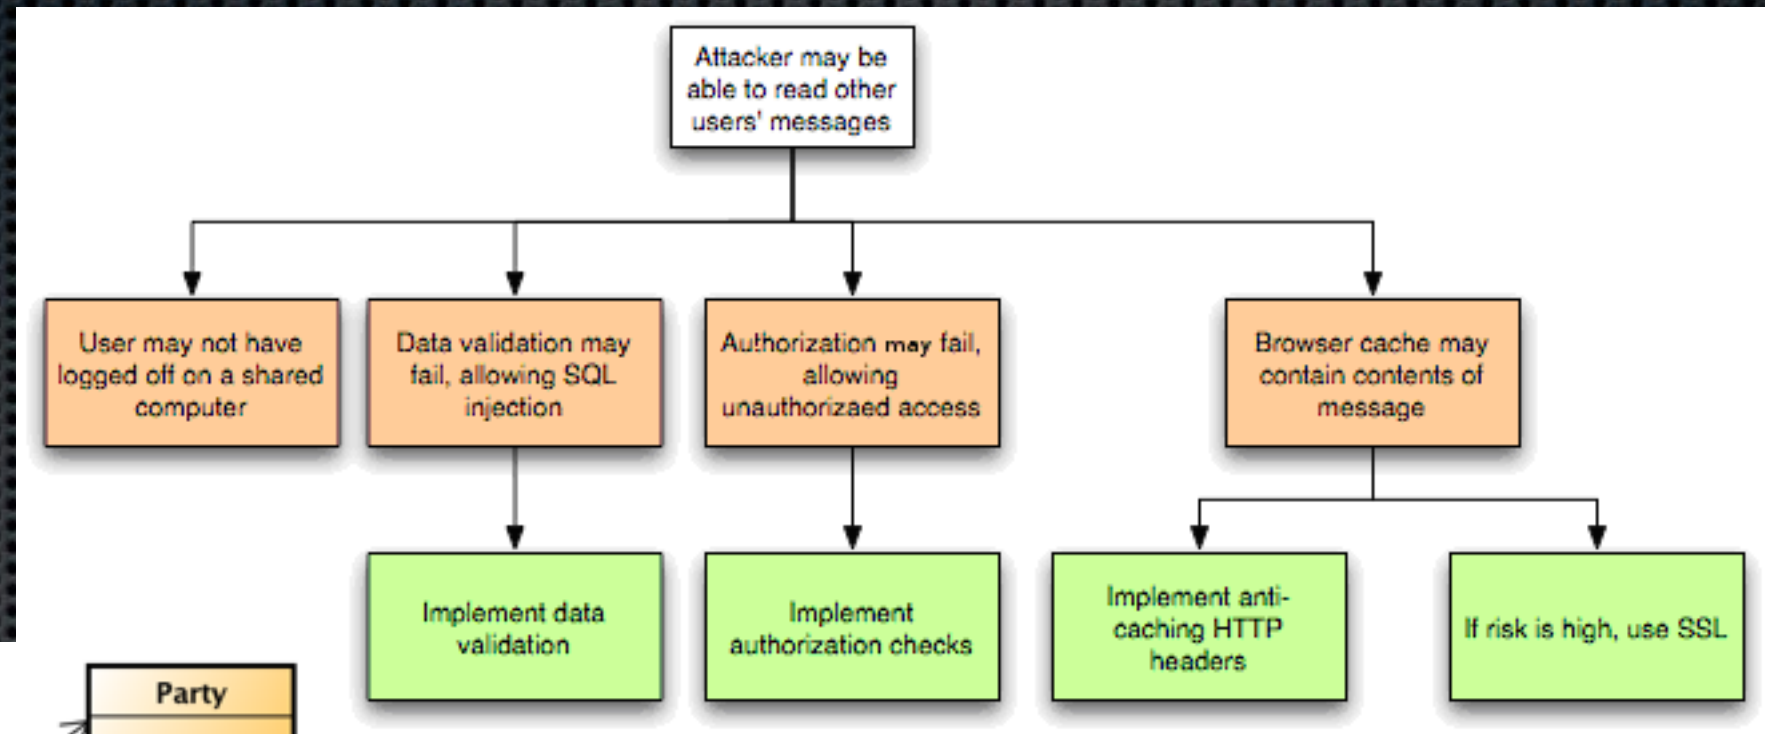 Attacker may be
able to read other
users' messages
User may not have
logged off on a shared
computer
Data validation may
fail, allowing SQL
injection
Authorization may fail,
allowing
unauthorizaed access
Browser cache may
contain contents of
message
Implement data
validation
Implement
authorization checks
Implement anti-
caching HTTP
headers
If risk is high, use SSL
Party